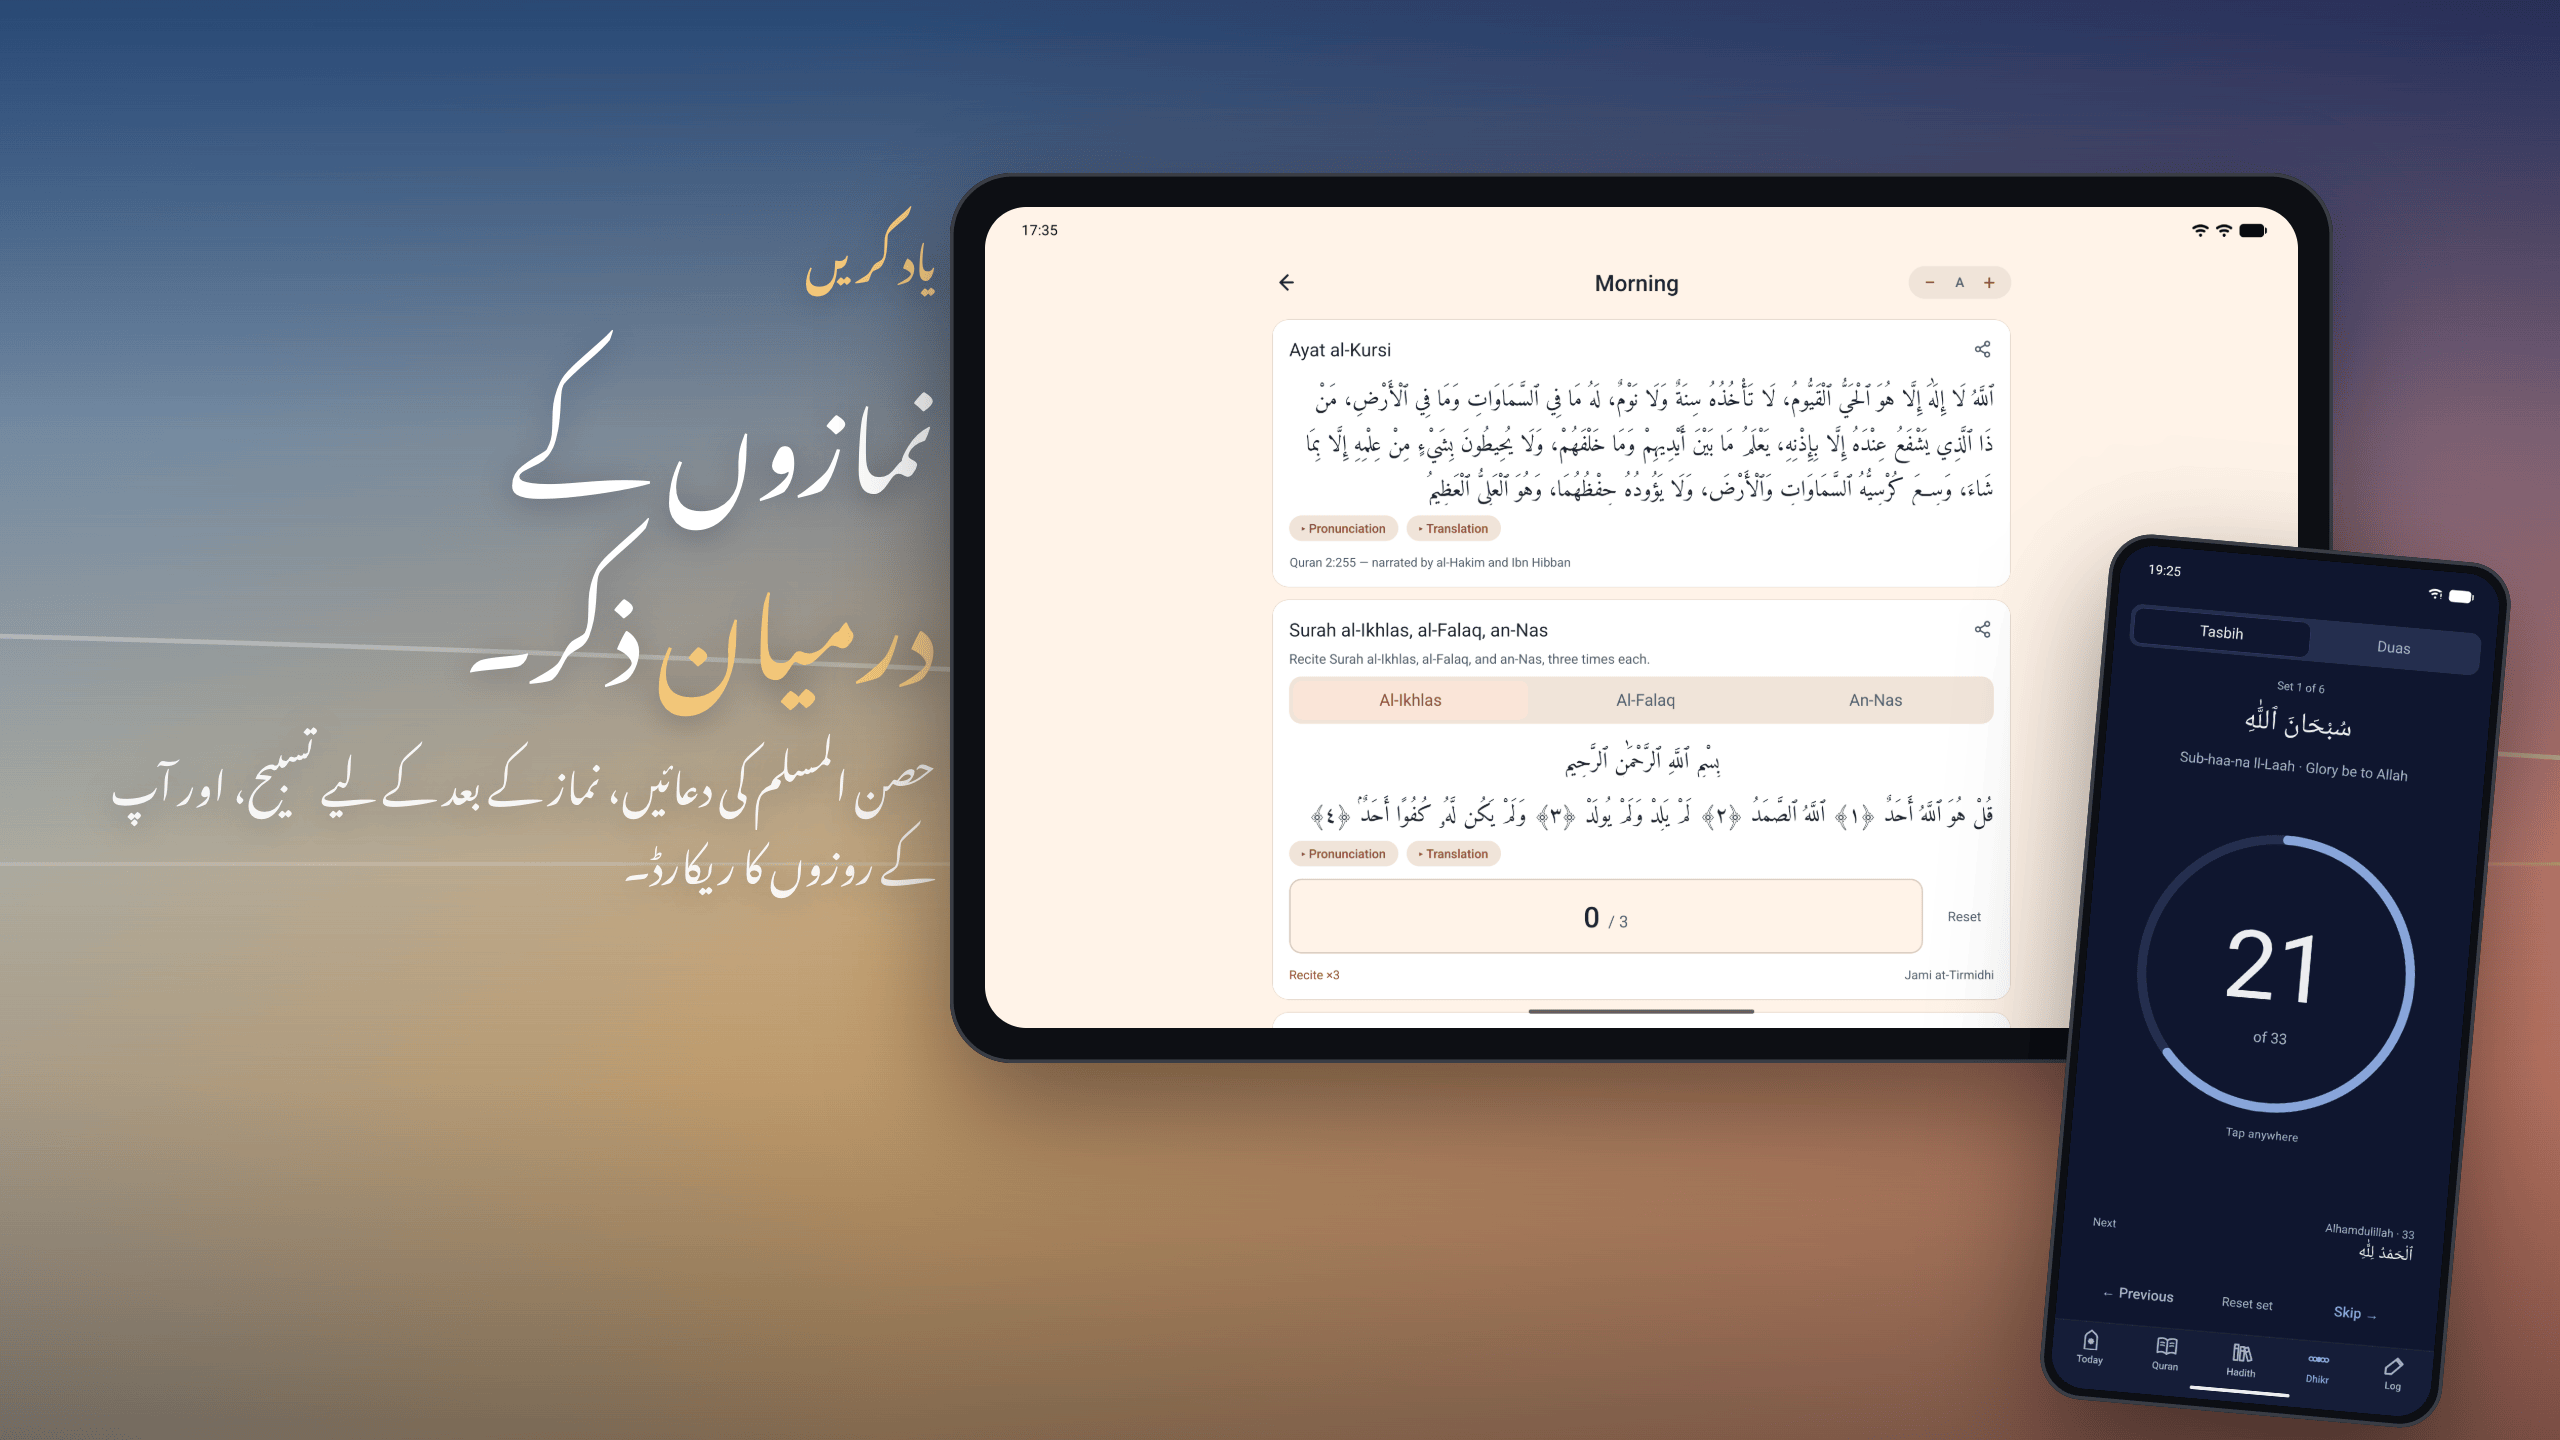 یاد کریں
نمازوں کے
درمیان ذکر۔
حصن المسلم کی دعائیں، نماز کے بعد کے لیے تسبیح، اور آپ
کے روزوں کا ریکارڈ۔
17:35
Morning
− A +
Ayat al-Kursi
ٱللَّهُ لَا إِلَٰهَ إِلَّا هُوَ ٱلْحَيُّ ٱلْقَيُّومُ، لَا تَأْخُذُهُ سِنَةٌ وَلَا نَوْمٌ، لَهُ مَا فِي ٱلسَّمَاوَاتِ وَمَا فِي ٱلْأَرْضِ، مَنْ
ذَا ٱلَّذِي يَشْفَعُ عِنْدَهُ إِلَّا بِإِذْنِهِ، يَعْلَمُ مَا بَيْنَ أَيْدِيهِمْ وَمَا خَلْفَهُمْ، وَلَا يُحِيطُونَ بِشَيْءٍ مِنْ عِلْمِهِ إِلَّا بِمَا
شَاءَ، وَسِعَ كُرْسِيُّهُ السَّمَاوَاتِ وَٱلْأَرْضَ، وَلَا يَؤُودُهُ حِفْظُهُمَا، وَهُوَ ٱلْعَلِيُّ ٱلْعَظِيمُ
‣ Pronunciation ‣ Translation
Quran 2:255 — narrated by al-Hakim and Ibn Hibban
Surah al-Ikhlas, al-Falaq, an-Nas
Recite Surah al-Ikhlas, al-Falaq, and an-Nas, three times each.
Al-Ikhlas Al-Falaq An-Nas
بِسْمِ ٱللَّهِ ٱلرَّحْمَٰنِ ٱلرَّحِيمِ
قُلْ هُوَ ٱللَّهُ أَحَدٌ ﴿١﴾ ٱللَّهُ ٱلصَّمَدُ ﴿٢﴾ لَمْ يَلِدْ وَلَمْ يُولَدْ ﴿٣﴾ وَلَمْ يَكُن لَّهُۥ كُفُوًا أَحَدٌۢ ﴿٤﴾
‣ Pronunciation ‣ Translation
0 / 3 Reset
Recite ×3 Jami at-Tirmidhi
19:25
Tasbih Duas
Set 1 of 6
سُبْحَانَ ٱللَّٰهِ
Sub-haa-na ll-Laah · Glory be to Allah
21
of 33
Tap anywhere
Next Alhamdulillah · 33
ٱلْحَمْدُ لِلَّٰهِ
← Previous Reset set Skip →
Today Quran Hadith Dhikr Log